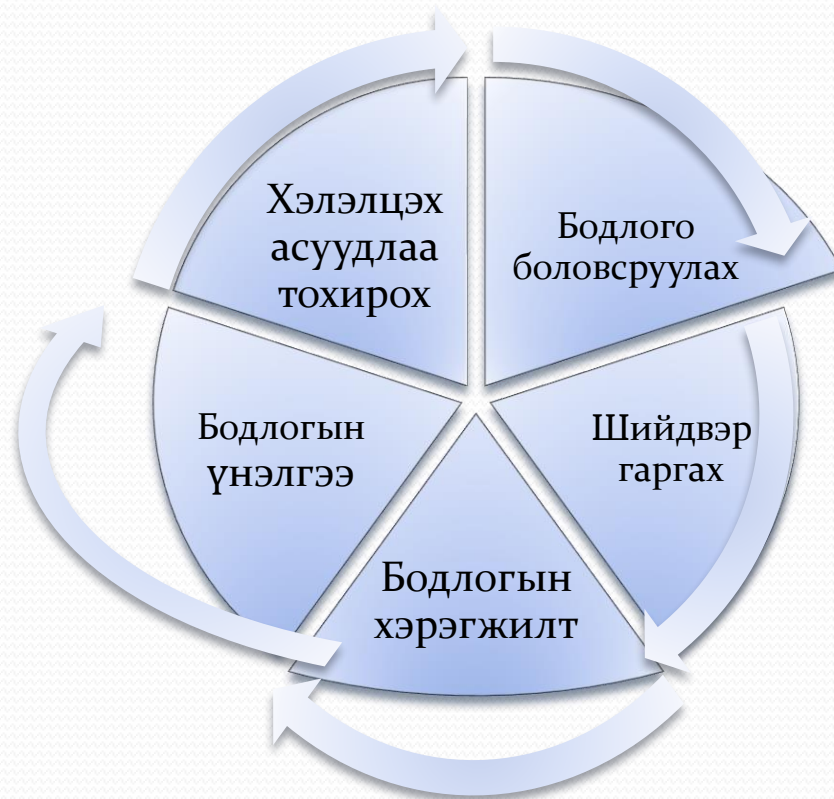 Хэлэлцэх
асуудлаа
тохирох
Бодлого
боловсруулах
Шийдвэр
гаргах
Бодлогын
хэрэгжилт
Бодлогын
үнэлгээ